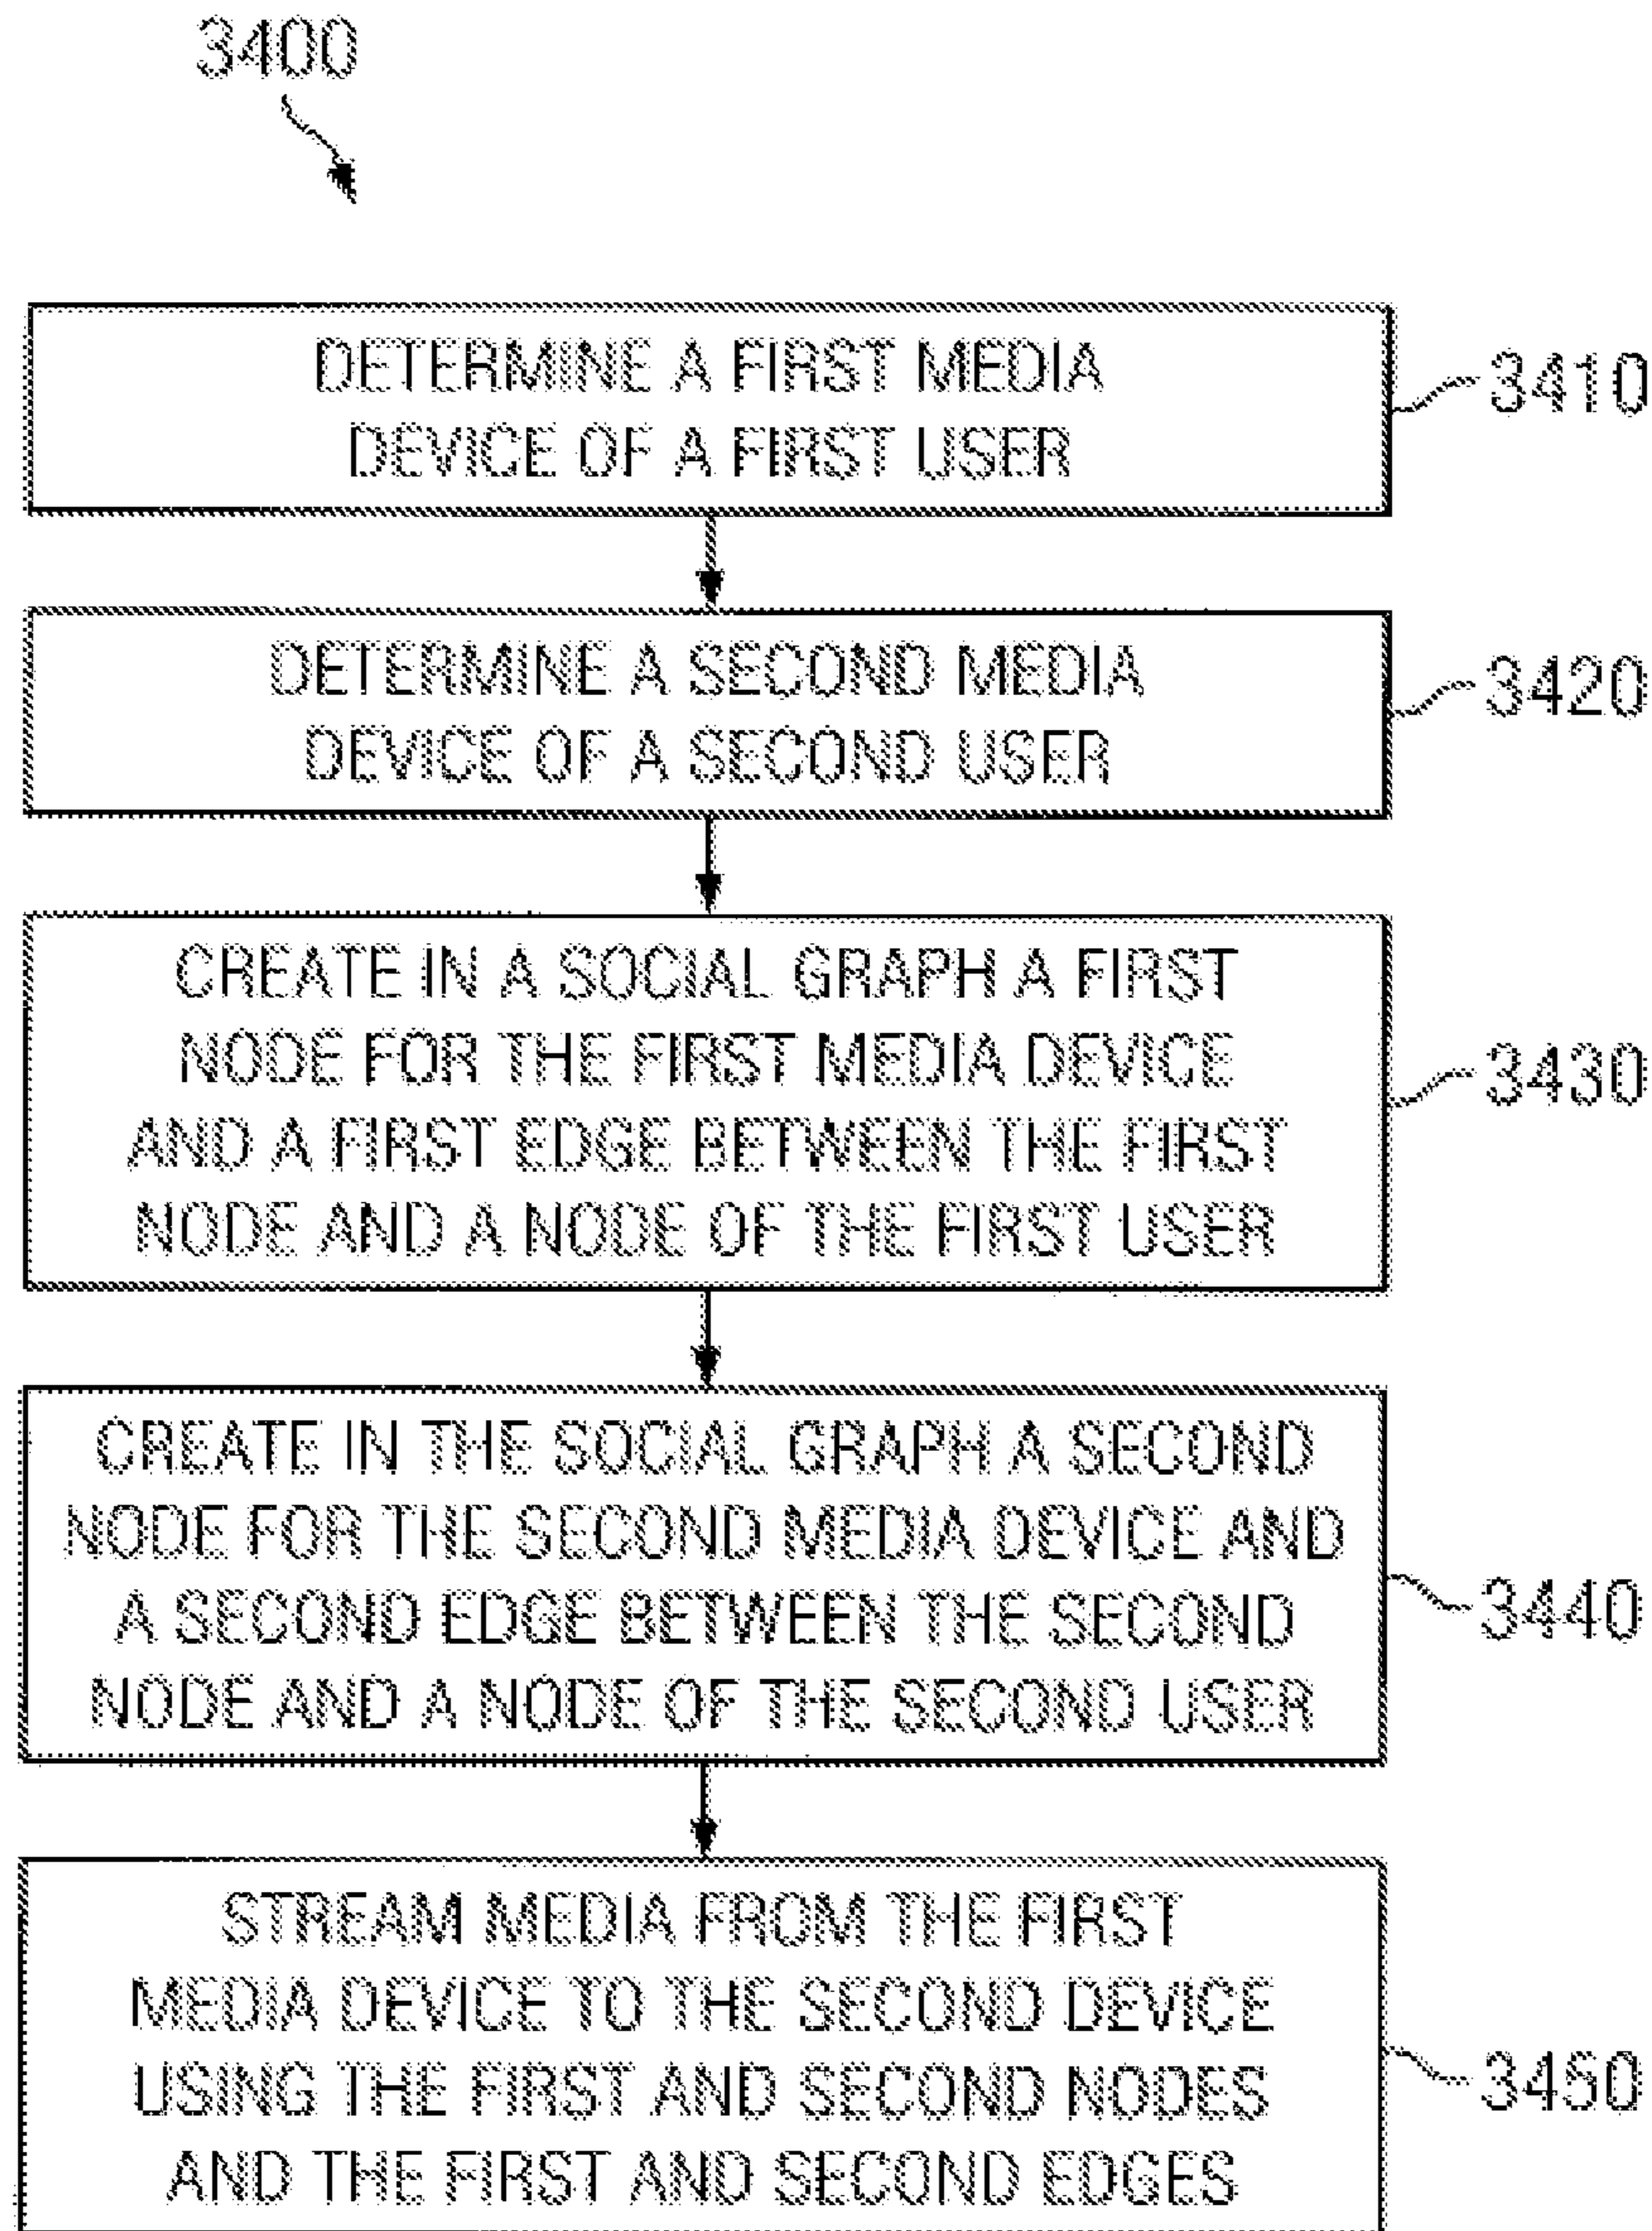 3400
DETERMINE A FIRST MEDIA
DEVICE OF A FIRST USER
3410
DETERMINE A SECOND MEDIA
DEVICE OF A SECOND USER
3420
CREATE IN A SOCIAL GRAPH A FIRST
NODE FOR THE FIRST MEDIA DEVICE
AND A FIRST EDGE BETWEEN THE FIRST
NODE AND A NODE OF THE FIRST USER
3430
CREATE IN THE SOCIAL GRAPH A SECOND
NODE FOR THE SECOND MEDIA DEVICE AND
A SECOND EDGE BETWEEN THE SECOND
NODE AND A NODE OF THE SECOND USER
3440
STREAM MEDIA FROM THE FIRST
MEDIA DEVICE TO THE SECOND DEVICE
USING THE FIRST AND SECOND NODES
AND THE FIRST AND SECOND EDGES
3450